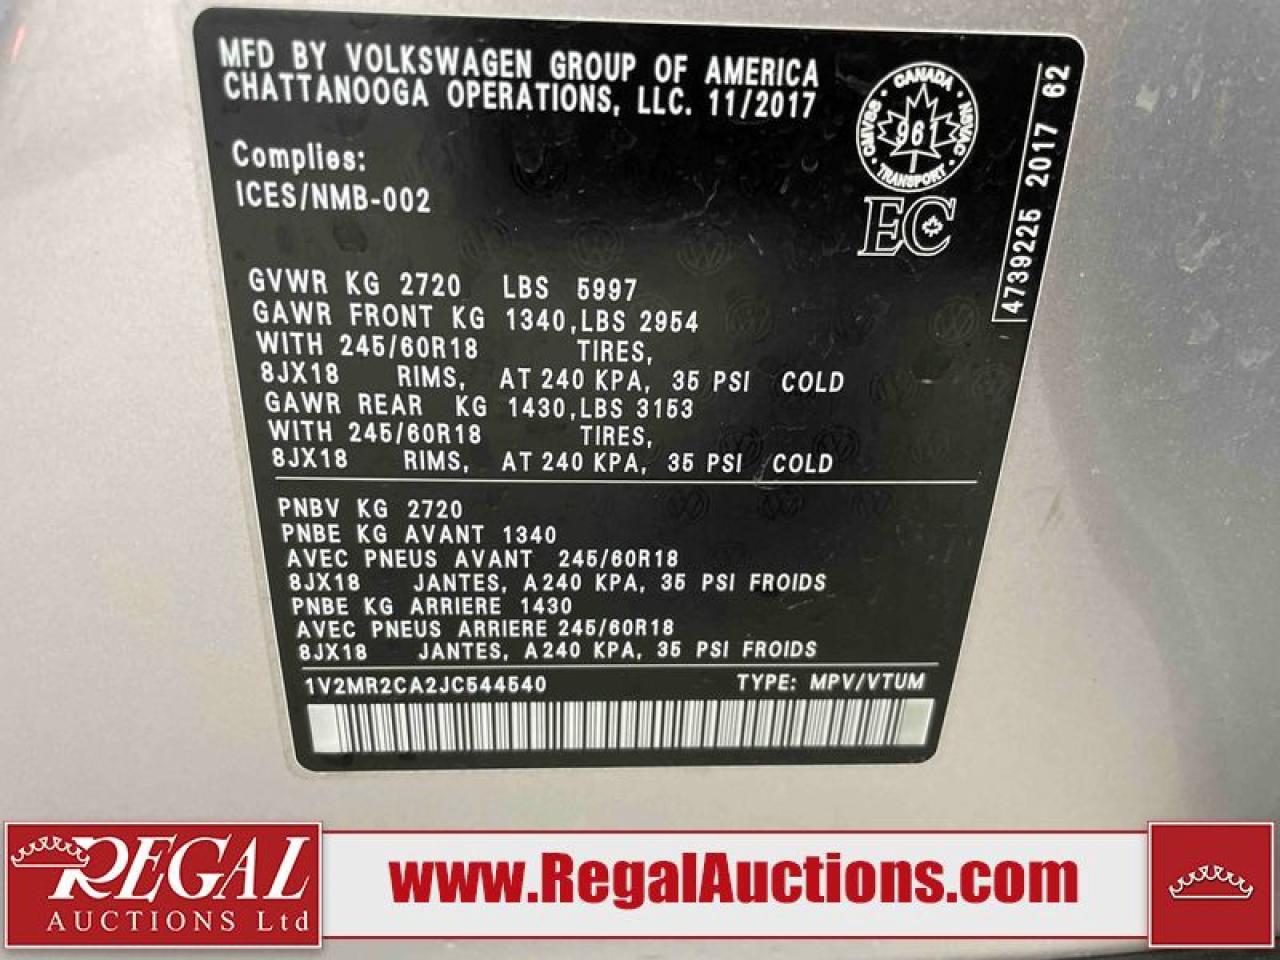 MFD BY VOLKSWAGEN GROUP OF AMERICA
CHATTANOOGA OPERATIONS, LLC. 11/2017
CANADA
CMVSS
961
NSVAC
TRANSPORT
EC
4739225 2017 62
Complies:
ICES/NMB-002
GVWR KG 2720 LBS 5997
GAWR FRONT KG 1340,LBS 2954
WITH 245/60R18 TIRES,
8JX18 RIMS, AT 240 KPA, 35 PSI COLD
GAWR REAR KG 1430,LBS 3153
WITH 245/60R18 TIRES,
8JX18 RIMS, AT 240 KPA, 35 PSI COLD
PNBV KG 2720
PNBE KG AVANT 1340
AVEC PNEUS AVANT 245/60R18
8JX18 JANTES, A 240 KPA, 35 PSI FROIDS
PNBE KG ARRIERE 1430
AVEC PNEUS ARRIERE 245/60R18
8JX18 JANTES, A 240 KPA, 35 PSI FROIDS
1V2MR2CA2JC544540 TYPE: MPV/VTUM
REGAL
AUCTIONS Ltd
www.RegalAuctions.com